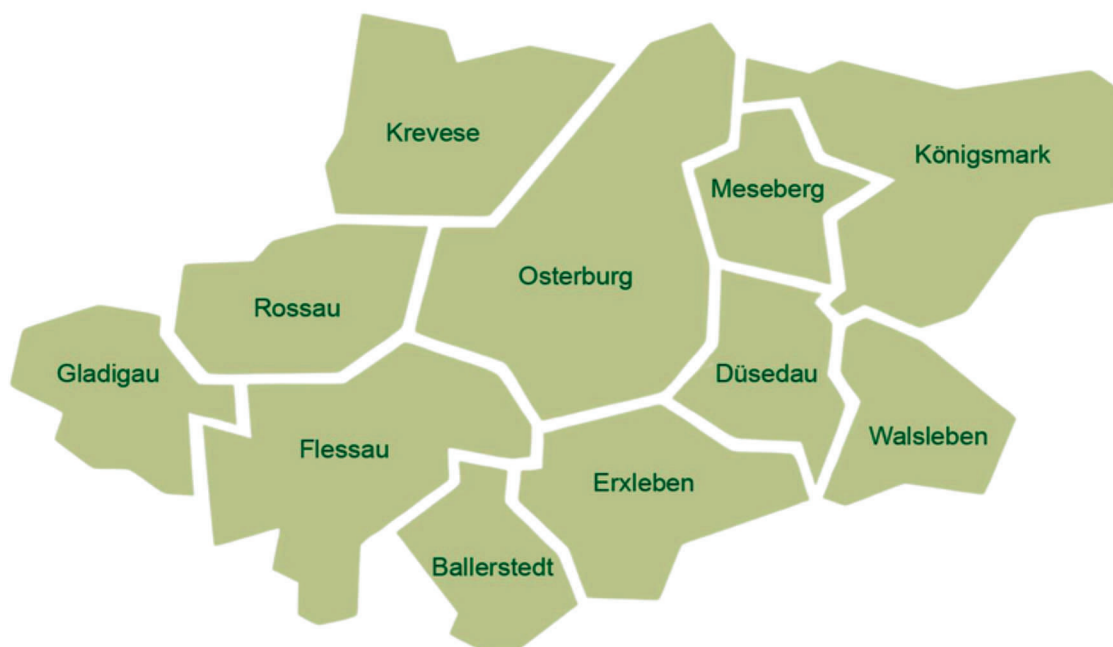 Krevese
Königsmark
Meseberg
Osterburg
Rossau
Gladigau
Düsedau
Walsleben
Flessau
Erxleben
Ballerstedt